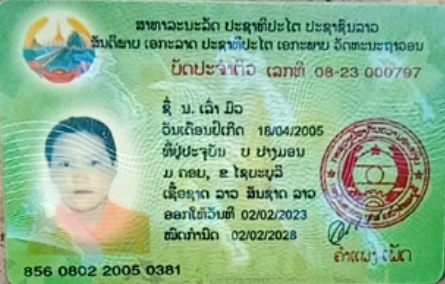 ສາທາລະນະລັດ ປະຊາທິປະໄຕ ປະຊາຊົນລາວ
ສັນຕິພາບ ເອກະລາດ ປະຊາທິປະໄຕ ເອກະພາບ ວັດທະນະຖາວອນ
ບັດປະຈຳຕົວ ເລກທີ 08-23 000797
ຊື່ ນ. ເລົ່າ ມົວ
ວັນເດືອນປີເກີດ 18/04/2005
ທີ່ຢູ່ປະຈຸບັນ ບ ປາງມອນ
ມ ຄອບ, ຂ ໄຊຍະບູລີ
ເຊື້ອຊາດ ລາວ ສັນຊາດ ລາວ
ອອກໃຫ້ວັນທີ 02/02/2023
ໝົດກຳນົດ 02/02/2028
ຄຳແພງ
856 0802 2005 0381